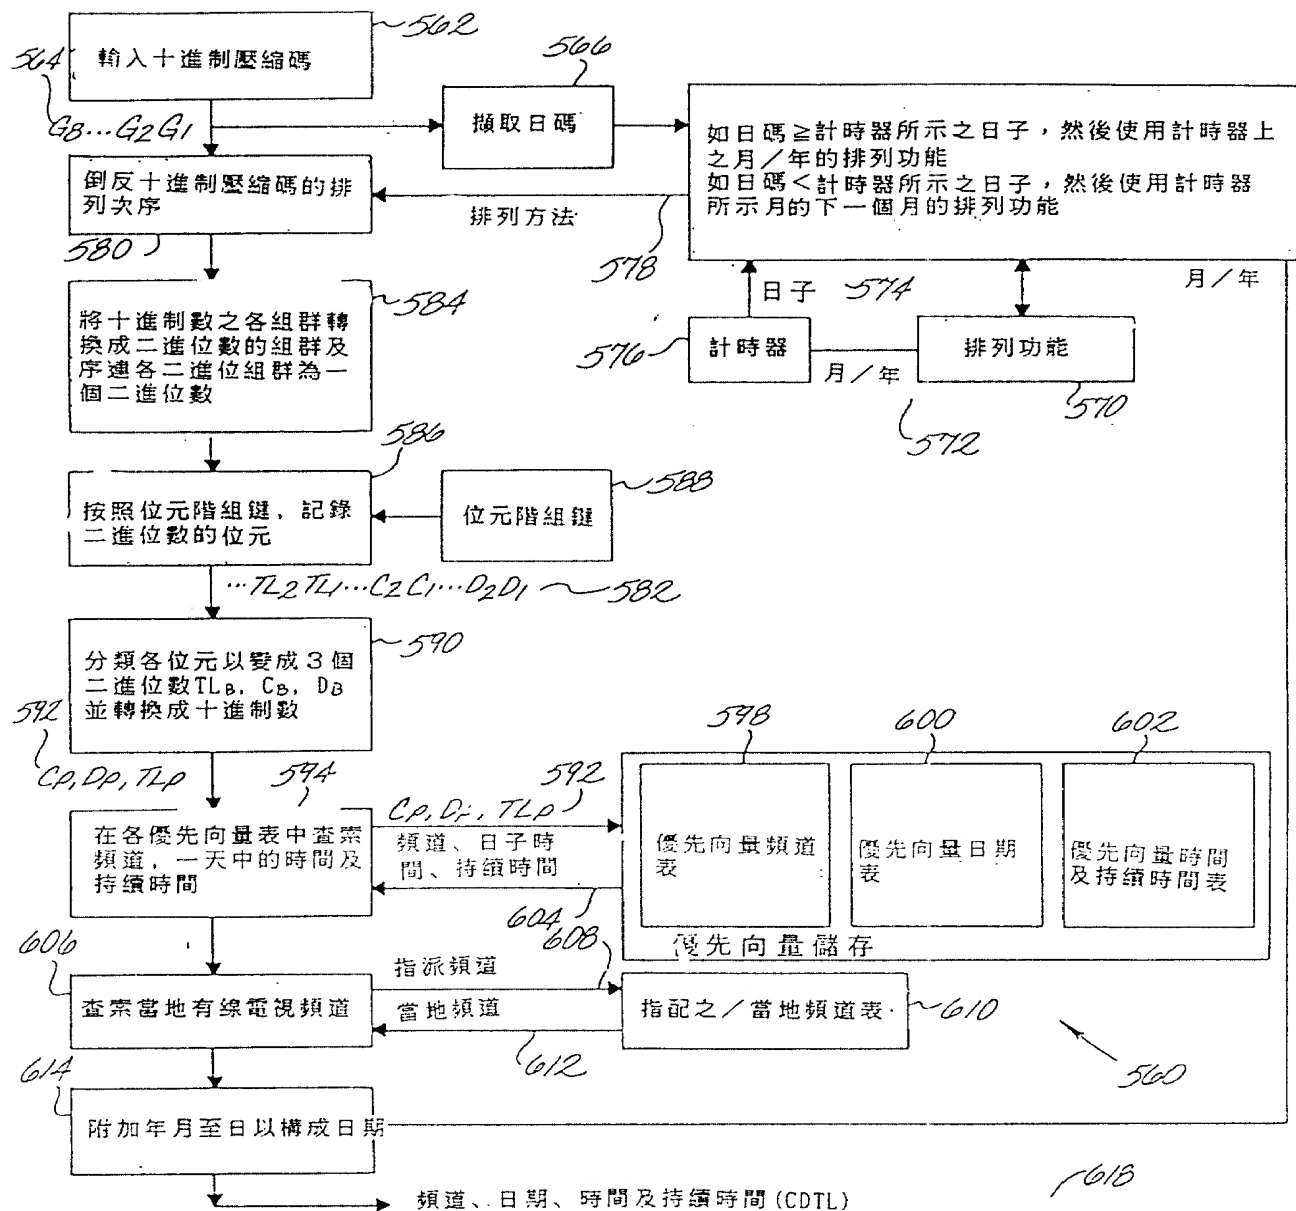 562
輸入十進制壓縮碼
564
G8...G2G1
566
擷取日碼
如日碼≧計時器所示之日子，然後使用計時器上
之月／年的排列功能
如日碼＜計時器所示之日子，然後使用計時器
所示月的下一個月的排列功能
倒反十進制壓縮碼的排
列次序
580
排列方法
578
日子
574
月／年
576
計時器
月／年
572
排列功能
570
584
將十進制數之各組群轉
換成二進位數的組群及
序連各二進位組群為一
個二進位數
586
按照位元階組鍵，記錄
二進位數的位元
588
位元階組鍵
...TL2TL1...C2C1...D2D1
582
590
分類各位元以變成3個
二進位數TLB, CB, DB
並轉換成十進制數
592
Cp, Dp, TLp
594
在各優先向量表中查索
頻道，一天中的時間及
持續時間
Cp, Dp, TLp
592
頻道、日子時
間、持續時間
604
598
優先向量頻道
表
600
優先向量日期
表
602
優先向量時間
及持續時間表
優先向量儲存
606
查索當地有線電視頻道
指派頻道
608
當地頻道
612
指配之／當地頻道表
610
560
614
附加年月至日以構成日期
頻道、日期、時間及持續時間(CDTL)
618